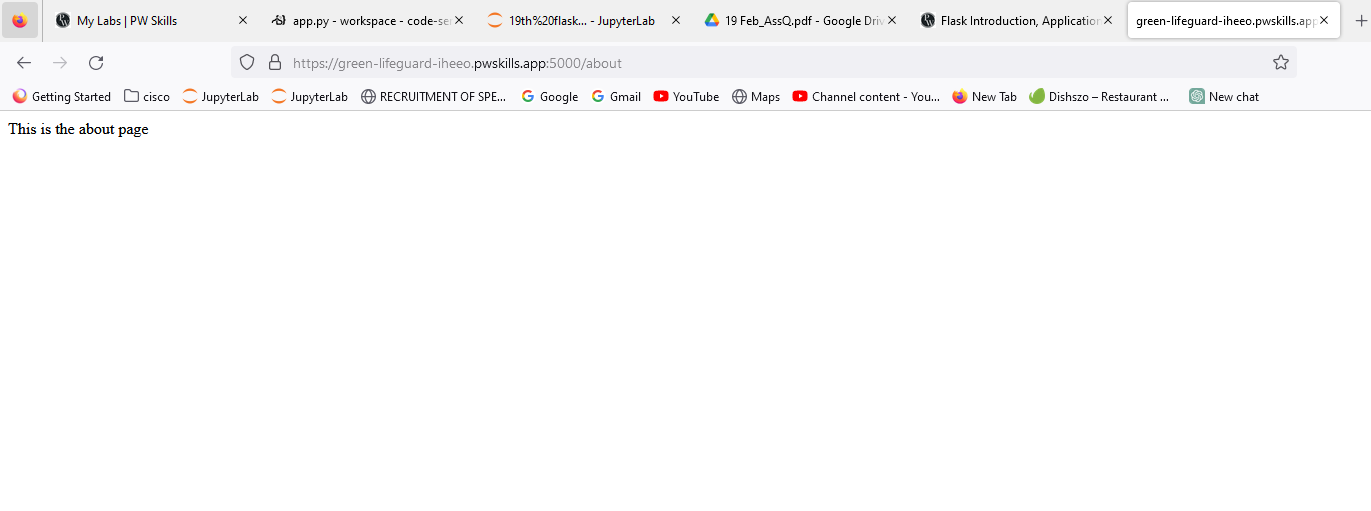 My Labs | PW Skills
app.py - workspace - code-se
19th%20flask... - JupyterLab
19 Feb_AssQ.pdf - Google Driv
Flask Introduction, Application
green-lifeguard-iheeo.pwskills.app
https://green-lifeguard-iheeo.pwskills.app:5000/about
Getting Started
cisco
JupyterLab
JupyterLab
RECRUITMENT OF SPE...
Google
Gmail
YouTube
Maps
Channel content - You...
New Tab
Dishszo – Restaurant ...
New chat
This is the about page